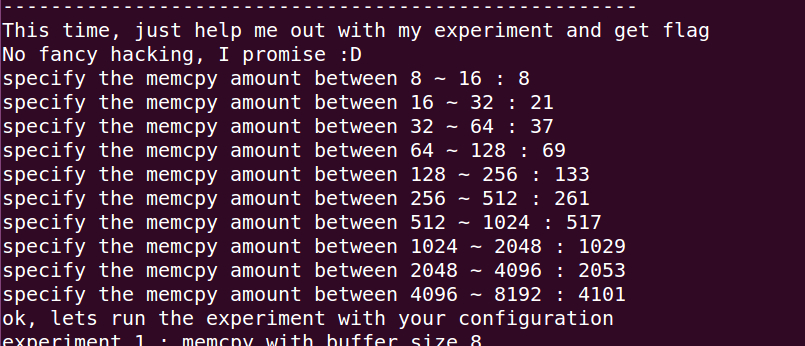 -----------------------------------------------------
This time, just help me out with my experiment and get flag
No fancy hacking, I promise :D
specify the memcpy amount between 8 ~ 16 : 8
specify the memcpy amount between 16 ~ 32 : 21
specify the memcpy amount between 32 ~ 64 : 37
specify the memcpy amount between 64 ~ 128 : 69
specify the memcpy amount between 128 ~ 256 : 133
specify the memcpy amount between 256 ~ 512 : 261
specify the memcpy amount between 512 ~ 1024 : 517
specify the memcpy amount between 1024 ~ 2048 : 1029
specify the memcpy amount between 2048 ~ 4096 : 2053
specify the memcpy amount between 4096 ~ 8192 : 4101
ok, lets run the experiment with your configuration
experiment 1 : memcpy with buffer size 8